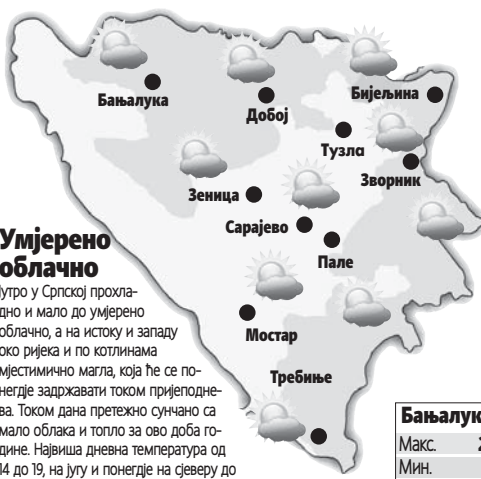 Бањалука
Добој
Бијељина
Тузла
Зворник
Зеница
Сарајево
Пале
Мостар
Требиње
Умјерено
облачно
Јутро у Српској прохла-
дно и мало до умјерено
облачно, а на истоку и западу
око ријека и по котлинама
мјестимично магла, која ће се по-
негдје задржавати током пријеподне-
ва. Током дана претежно сунчано са
мало облака и топло за ово доба го-
дине. Највиша дневна температура од
14 до 19, на југу и понегдје на сјеверу до
Макс.
Мин.